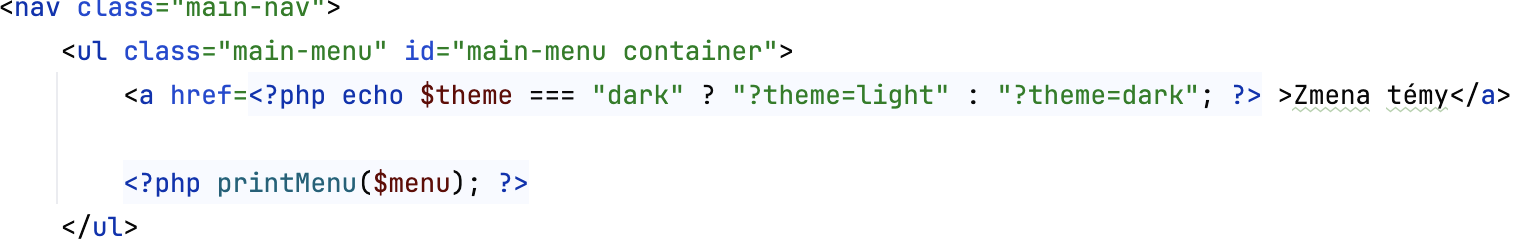 <nav class="main-nav">
<ul class="main-menu" id="main-menu container">
<a href=<?php echo $theme === "dark" ? "?theme=light" : "?theme=dark"; ?> >Zmena témy</a>
<?php printMenu($menu); ?>
</ul>